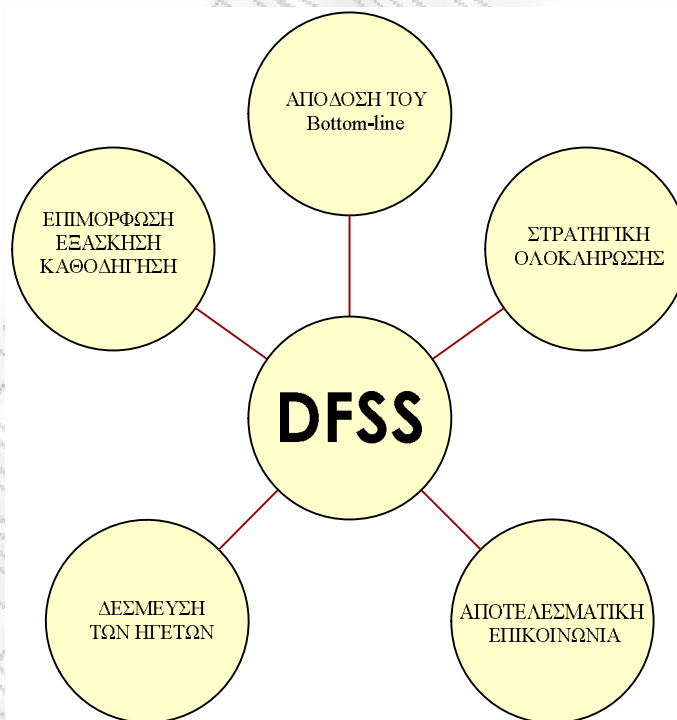 ΑΠΟΔΟΣΗ ΤΟΥ
Bottom-line
ΕΠΙΜΟΡΦΩΣΗ
ΕΞΑΣΚΗΣΗ
ΚΑΘΟΔΗΓΗΣΗ
ΣΤΡΑΤΗΓΙΚΗ
ΟΛΟΚΛΗΡΩΣΗΣ
DFSS
ΔΕΣΜΕΥΣΗ
ΤΩΝ ΗΓΕΤΩΝ
ΑΠΟΤΕΛΕΣΜΑΤΙΚΗ
ΕΠΙΚΟΙΝΩΝΙΑ